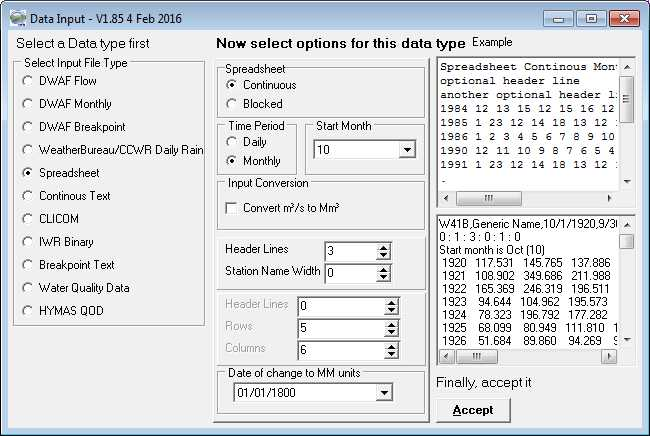 Data Input - V1.85 4 Feb 2016
Select a Data type first
Select Input File Type
DWAF Flow
DWAF Monthly
DWAF Breakpoint
WeatherBureau/CCWR Daily Rain
Spreadsheet
Continous Text
CLICOM
IWR Binary
Breakpoint Text
Water Quality Data
HYMAS QOD
Now select options for this data type
Spreadsheet
Continuous
Blocked
Time Period
Daily
Monthly
Start Month
10
Input Conversion
Convert m³/s to Mm³
Header Lines 3
Station Name Width 0
Header Lines 0
Rows 5
Columns 6
Date of change to MM units
01/01/1800
Example
Spreadsheet Continous Mon
optional header line
another optional header l
1984 12 13 15 12 15 16 12
1985 1 23 12 14 18 13 12
1986 1 2 3 4 5 6 7 8 9 10
1990 12 11 10 9 8 7 6 5 4
1991 1 23 12 14 18 13 12
-
W41B,Generic Name,10/1/1920,9/30
0 : 1 : 3 : 0 : 1 : 0
Start month is Oct (10)
1920 117.531 145.765 137.886
1921 108.902 349.686 211.988
1922 165.369 246.319 196.511
1923 94.644 104.962 195.573
1924 78.323 196.792 177.282
1925 68.099 80.949 111.810 1
1926 51.684 89.860 94.269 9
Finally, accept it
Accept